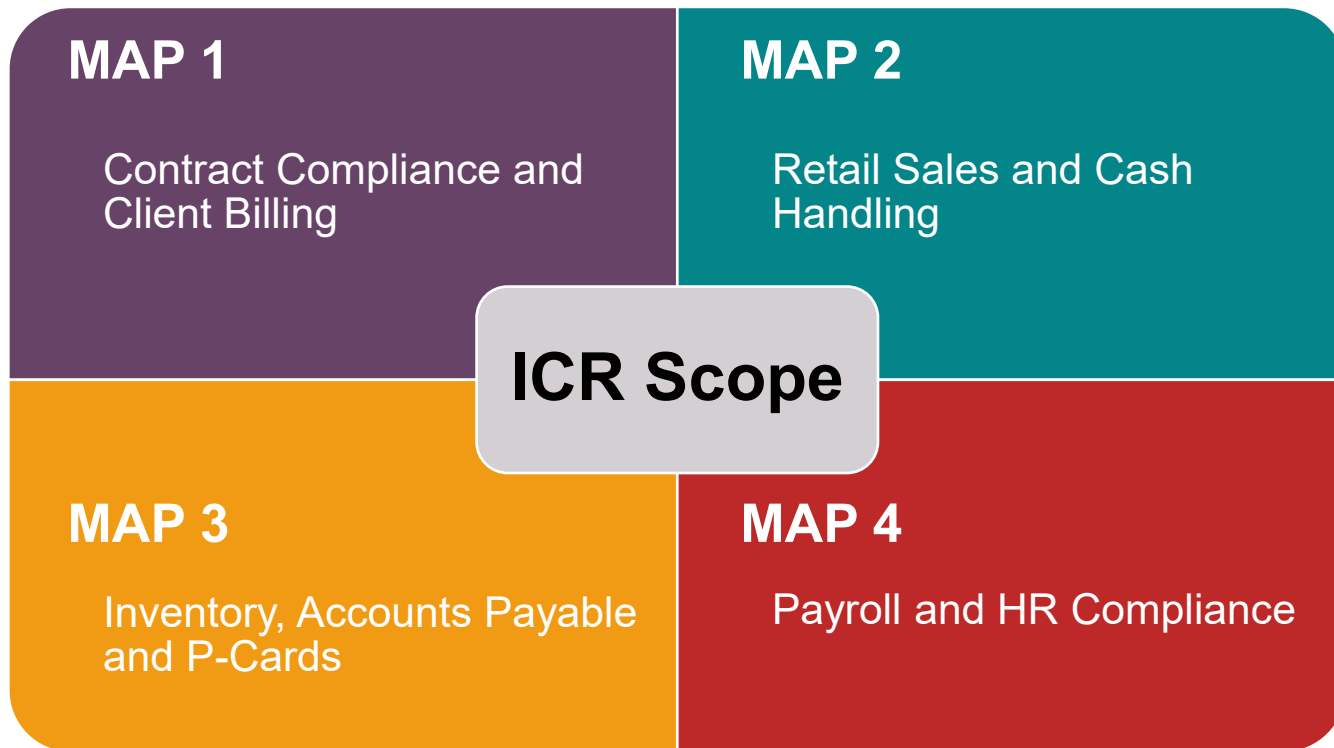 MAP 1
Contract Compliance and
Client Billing
MAP 2
Retail Sales and Cash
Handling
ICR Scope
MAP 3
Inventory, Accounts Payable
and P-Cards
MAP 4
Payroll and HR Compliance